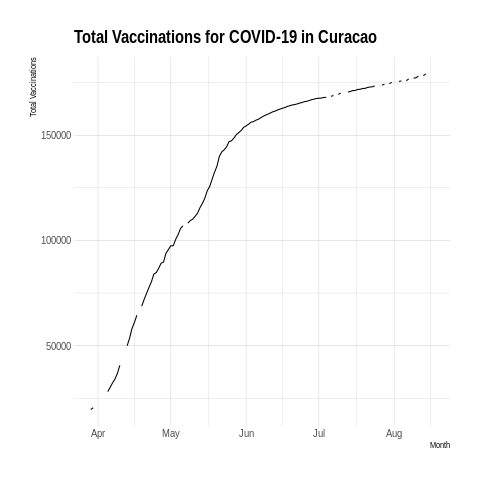 Total Vaccinations for COVID-19 in Curacao
Total Vaccinations
150000
100000
50000
Apr May Jun Jul Aug
Month